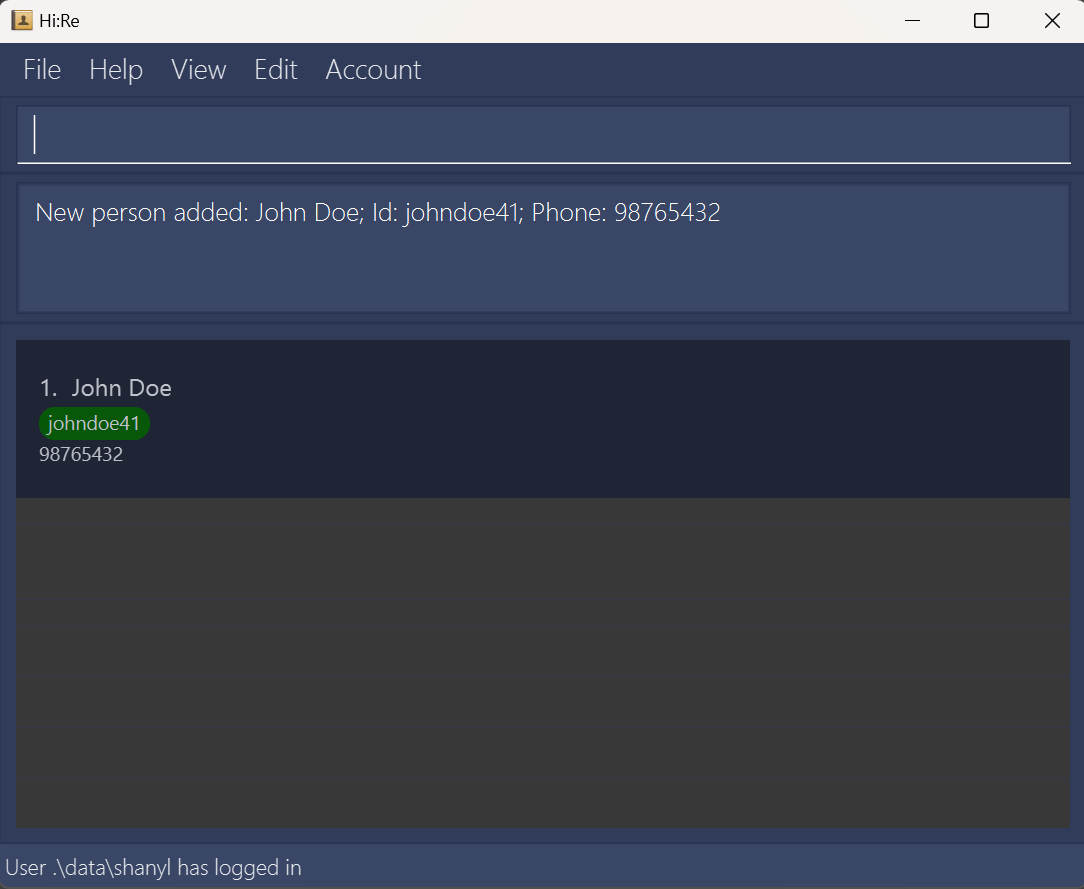 Hi:Re
File Help View Edit Account
New person added: John Doe; Id: johndoe41; Phone: 98765432
1. John Doe
johndoe41
98765432
User .\data\shanyl has logged in